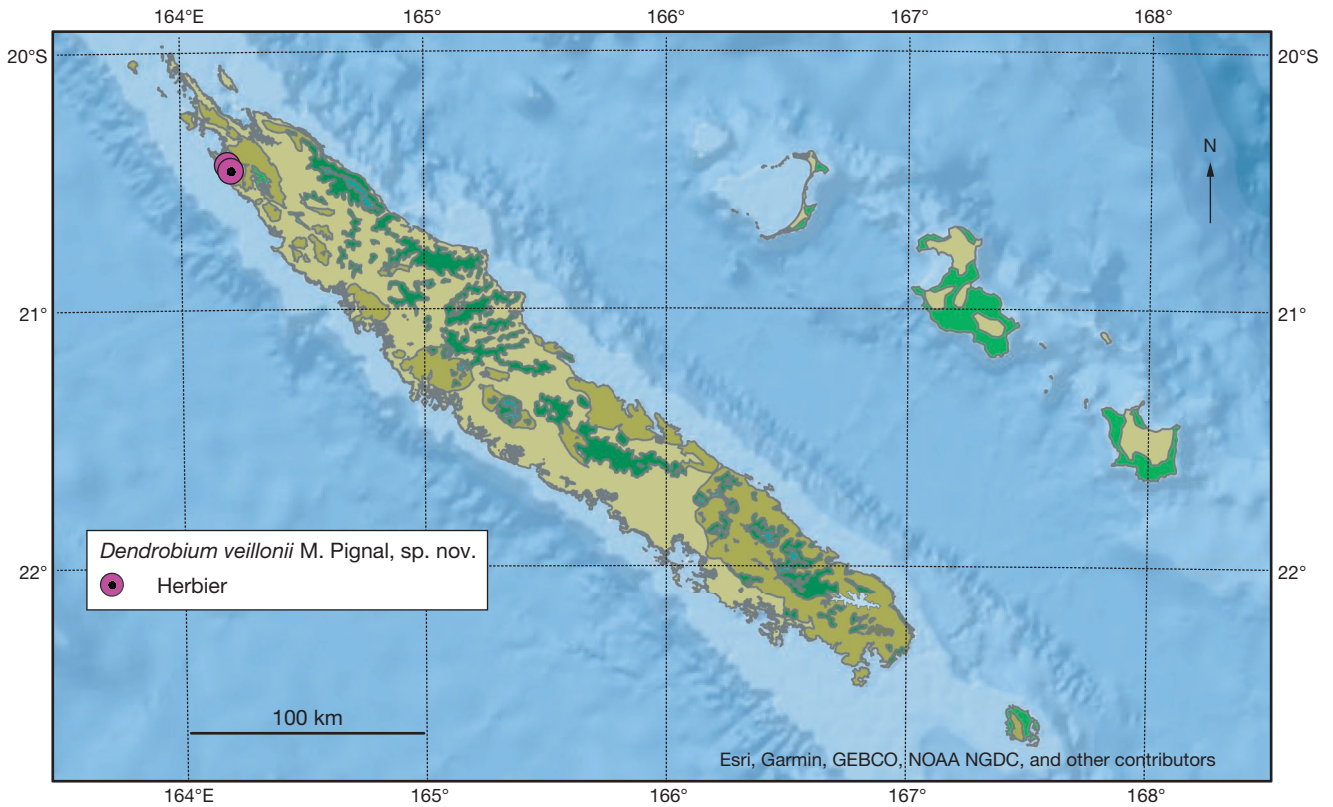 164°E 165° 166° 167° 168°
20°S 20°S
N
21° 21°
Dendrobium veillonii M. Pignal, sp. nov.
22° 22°
Herbier
100 km
Esri, Garmin, GEBCO, NOAA NGDC, and other contributors
164°E 165° 166° 167° 168°